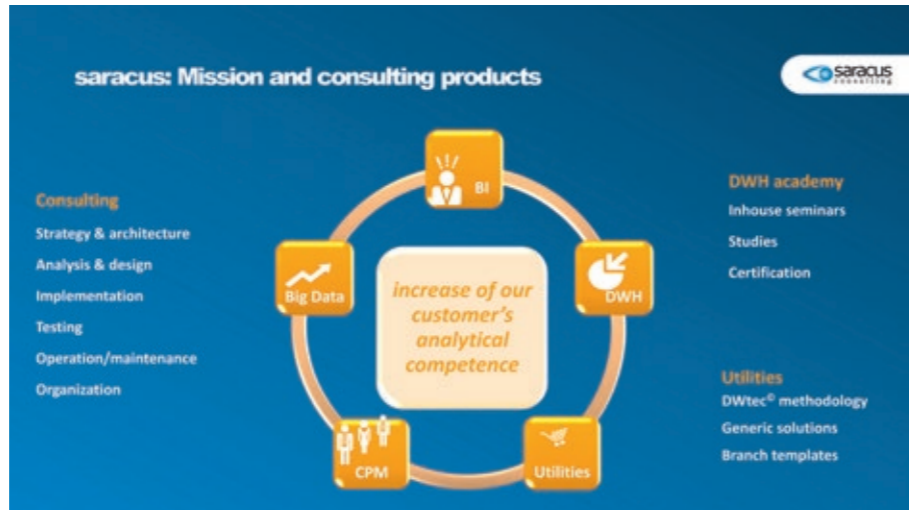 saracus: Mission and consulting products
saracus
consulting
Consulting
Strategy & architecture
Analysis & design
Implementation
Testing
Operation/maintenance
Organization
BI
Big Data
DWH
CPM
Utilities
increase of our
customer's
analytical
competence
DWH academy
Inhouse seminars
Studies
Certification
Utilities
DWtec© methodology
Generic solutions
Branch templates